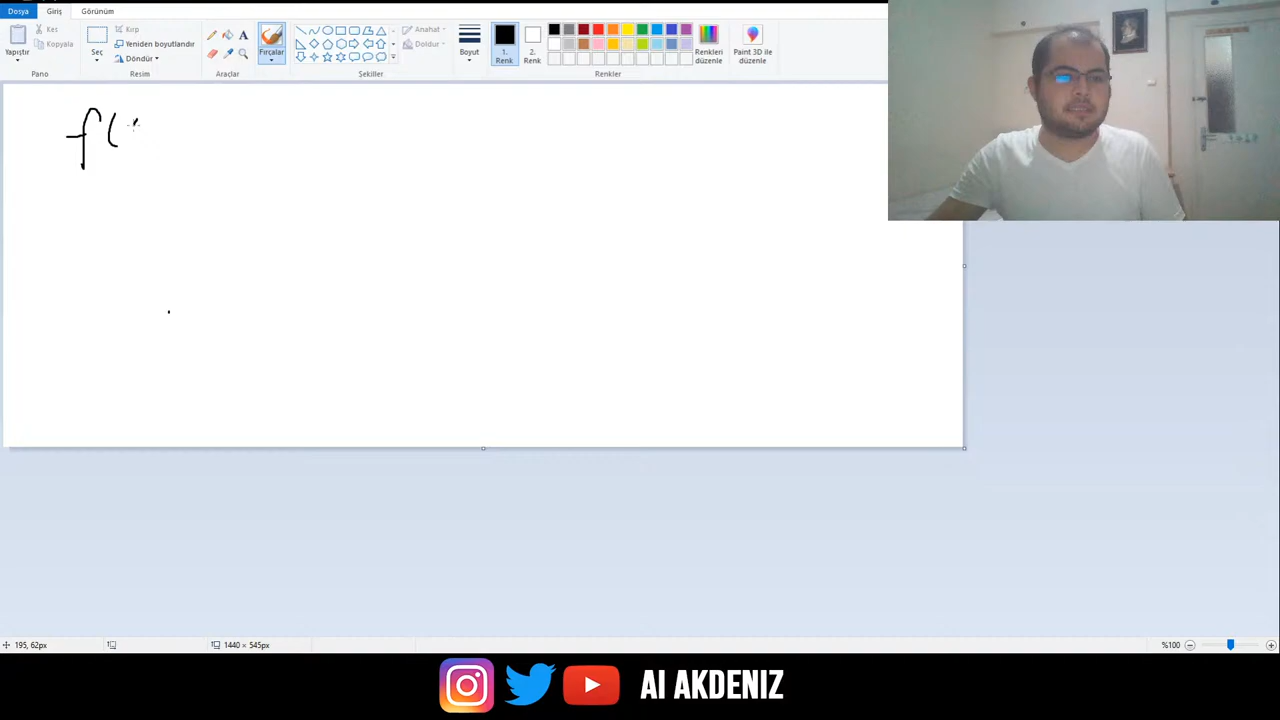 Dosya Giriş Görünüm
Yapıştır
Kes
Kopyala
Pano
Seç
Kırp
Yeniden boyutlandır
Döndür
Resim
Araçlar
Fırçalar
Şekiller
Anahat
Doldur
Boyut
1.
Renk
2.
Renk
Renkleri
düzenle
Renkler
Paint 3D ile
düzenle
f(
195, 62px
1440 × 545px
%100
AI AKDENIZ